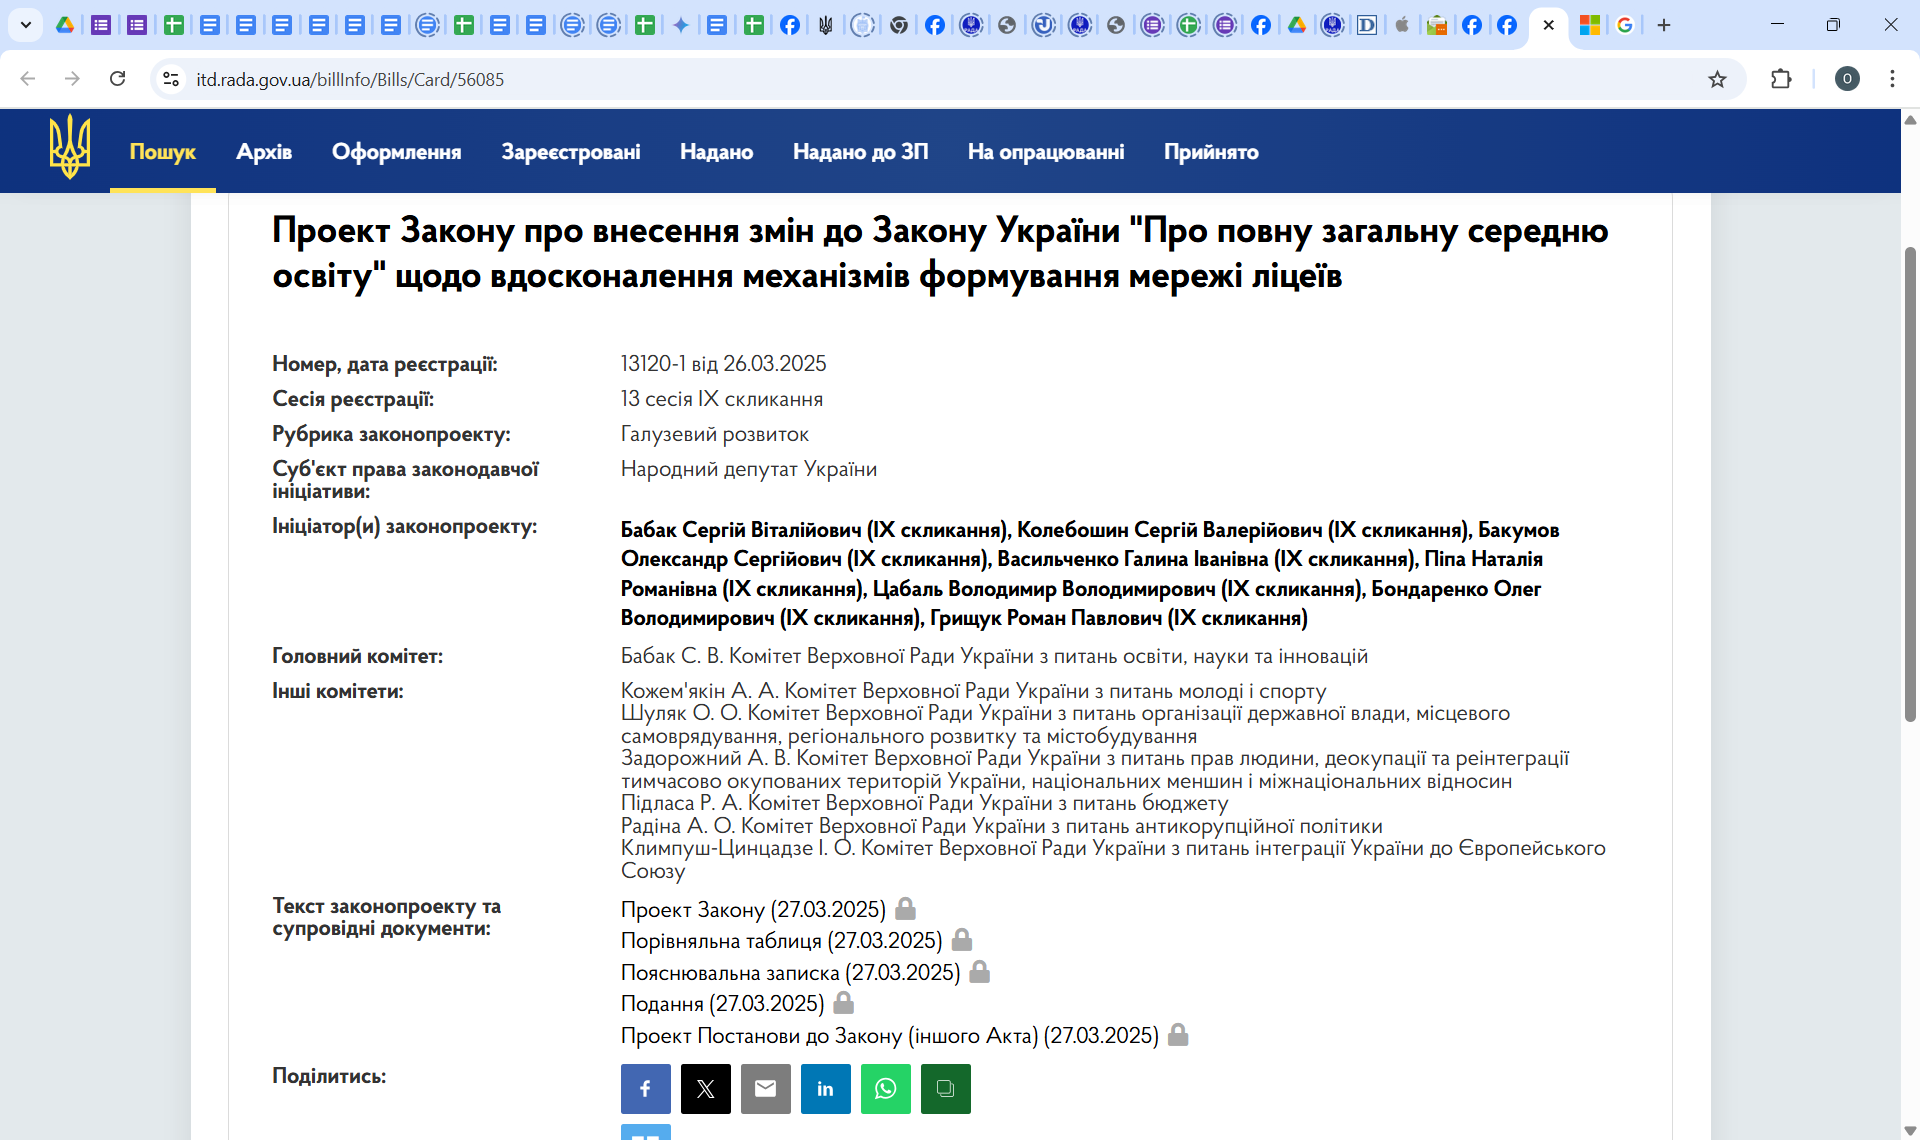 itd.rada.gov.ua/billInfo/Bills/Card/56085
O
Пошук
Архів
Оформлення
Зареєстровані
Надано
Надано до ЗП
На опрацюванні
Прийнято
Проект Закону про внесення змін до Закону України "Про повну загальну середню
освіту" щодо вдосконалення механізмів формування мережі ліцеїв
Номер, дата реєстрації:
13120-1 від 26.03.2025
Сесія реєстрації:
13 сесія IX скликання
Рубрика законопроекту:
Галузевий розвиток
Суб'єкт права законодавчої
ініціативи:
Народний депутат України
Ініціатор(и) законопроекту:
Бабак Сергій Віталійович (IX скликання), Колебошин Сергій Валерійович (IX скликання), Бакумов
Олександр Сергійович (IX скликання), Васильченко Галина Іванівна (IX скликання), Піпа Наталія
Романівна (IX скликання), Цабаль Володимир Володимирович (IX скликання), Бондаренко Олег
Володимирович (IX скликання), Грищук Роман Павлович (IX скликання)
Головний комітет:
Бабак С. В. Комітет Верховної Ради України з питань освіти, науки та інновацій
Інші комітети:
Кожем'якін А. А. Комітет Верховної Ради України з питань молоді і спорту
Шуляк О. О. Комітет Верховної Ради України з питань організації державної влади, місцевого
самоврядування, регіонального розвитку та містобудування
Задорожний А. В. Комітет Верховної Ради України з питань прав людини, деокупації та реінтеграції
тимчасово окупованих територій України, національних меншин і міжнаціональних відносин
Підласа Р. А. Комітет Верховної Ради України з питань бюджету
Радіна А. О. Комітет Верховної Ради України з питань антикорупційної політики
Климпуш-Цинцадзе І. О. Комітет Верховної Ради України з питань інтеграції України до Європейського
Союзу
Текст законопроекту та
супровідні документи:
Проект Закону (27.03.2025)
Порівняльна таблиця (27.03.2025)
Пояснювальна записка (27.03.2025)
Подання (27.03.2025)
Проект Постанови до Закону (іншого Акта) (27.03.2025)
Поділитись: